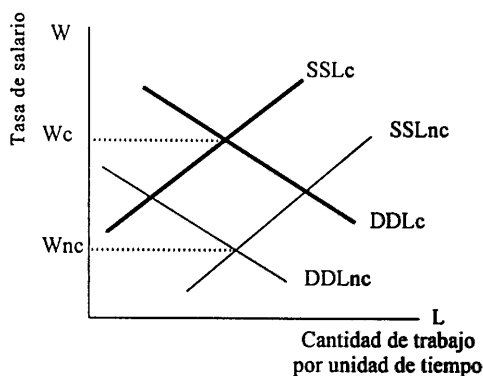 W
Tasa de salario
SSLc
Wc
SSLnc
DDLc
Wnc
DDLnc
L
Cantidad de trabajo
por unidad de tiempo